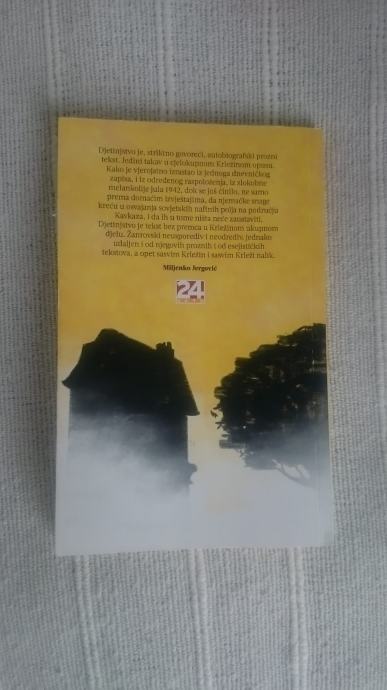 Djetinjstvo je, striktno govoreći, autobiografski prozni
tekst. Jedini takav u cjelokupnom Krležinom opusu.
Kako je vjerojatno izrastao iz jednoga dnevničkog
zapisa, i iz određenog raspoloženja, iz zlokobne
melankolije jula 1942, dok se još činilo, ne samo
prema domaćim izvještajima, da njemačke snage
kreću u osvajanja sovjetskih naftnih polja na području
Kavkaza, i da ih u tome ništa neće zaustaviti,
Djetinjstvo je tekst bez premca u Krležinom ukupnom
djelu. Žanrovski neusporediv i neodrediv, jednako
udaljen i od njegovih proznih i od esejističkih
tekstova, a opet sasvim Krležin i sasvim Krleži nalik.
Miljenko Jergović
24